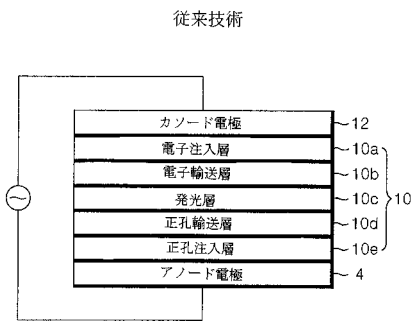 従来技術
カソード電極 12
電子注入層 10a
電子輸送層 10b
発光層 10c 10
正孔輸送層 10d
正孔注入層 10e
アノード電極 4